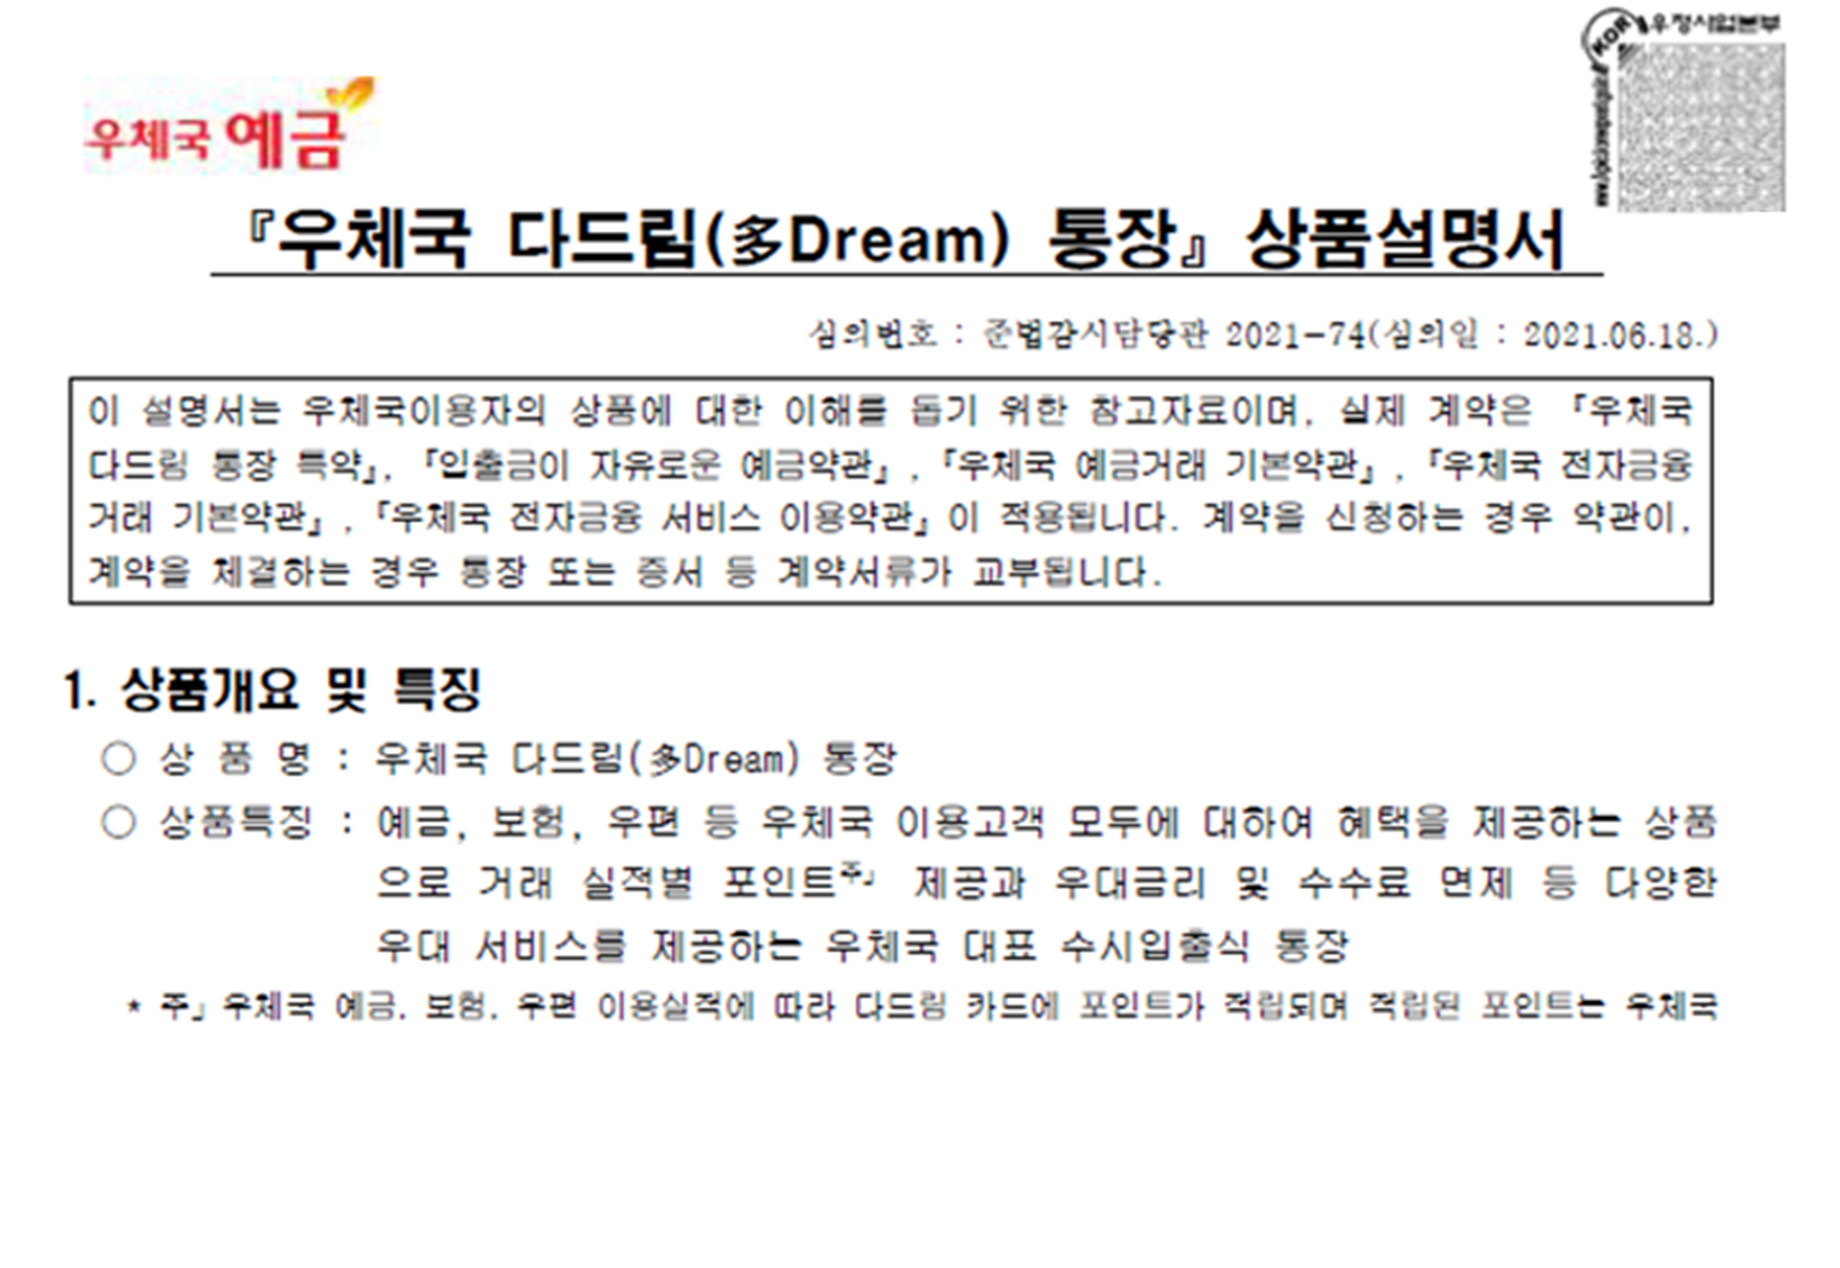 우정사업본부
KOR
우체국 예금
『우체국 다드림(多Dream) 통장』 상품설명서
심의번호 : 준법감시담당관 2021-74(심의일 : 2021.06.18.)
이 설명서는 우체국이용자의 상품에 대한 이해를 돕기 위한 참고자료이며, 실제 계약은 「우체국
다드림 통장 특약」, 「입출금이 자유로운 예금약관」, 「우체국 예금거래 기본약관」, 「우체국 전자금융
거래 기본약관」, 「우체국 전자금융 서비스 이용약관」이 적용됩니다. 계약을 신청하는 경우 약관이,
계약을 체결하는 경우 통장 또는 증서 등 계약서류가 교부됩니다.
1. 상품개요 및 특징
○ 상 품 명 : 우체국 다드림(多Dream) 통장
○ 상품특징 : 예금, 보험, 우편 등 우체국 이용고객 모두에 대하여 혜택을 제공하는 상품
으로 거래 실적별 포인트주」 제공과 우대금리 및 수수료 면제 등 다양한
우대 서비스를 제공하는 우체국 대표 수시입출식 통장
* 주」우체국 예금, 보험, 우편 이용실적에 따라 다드림 카드에 포인트가 적립되며 적립된 포인트는 우체국